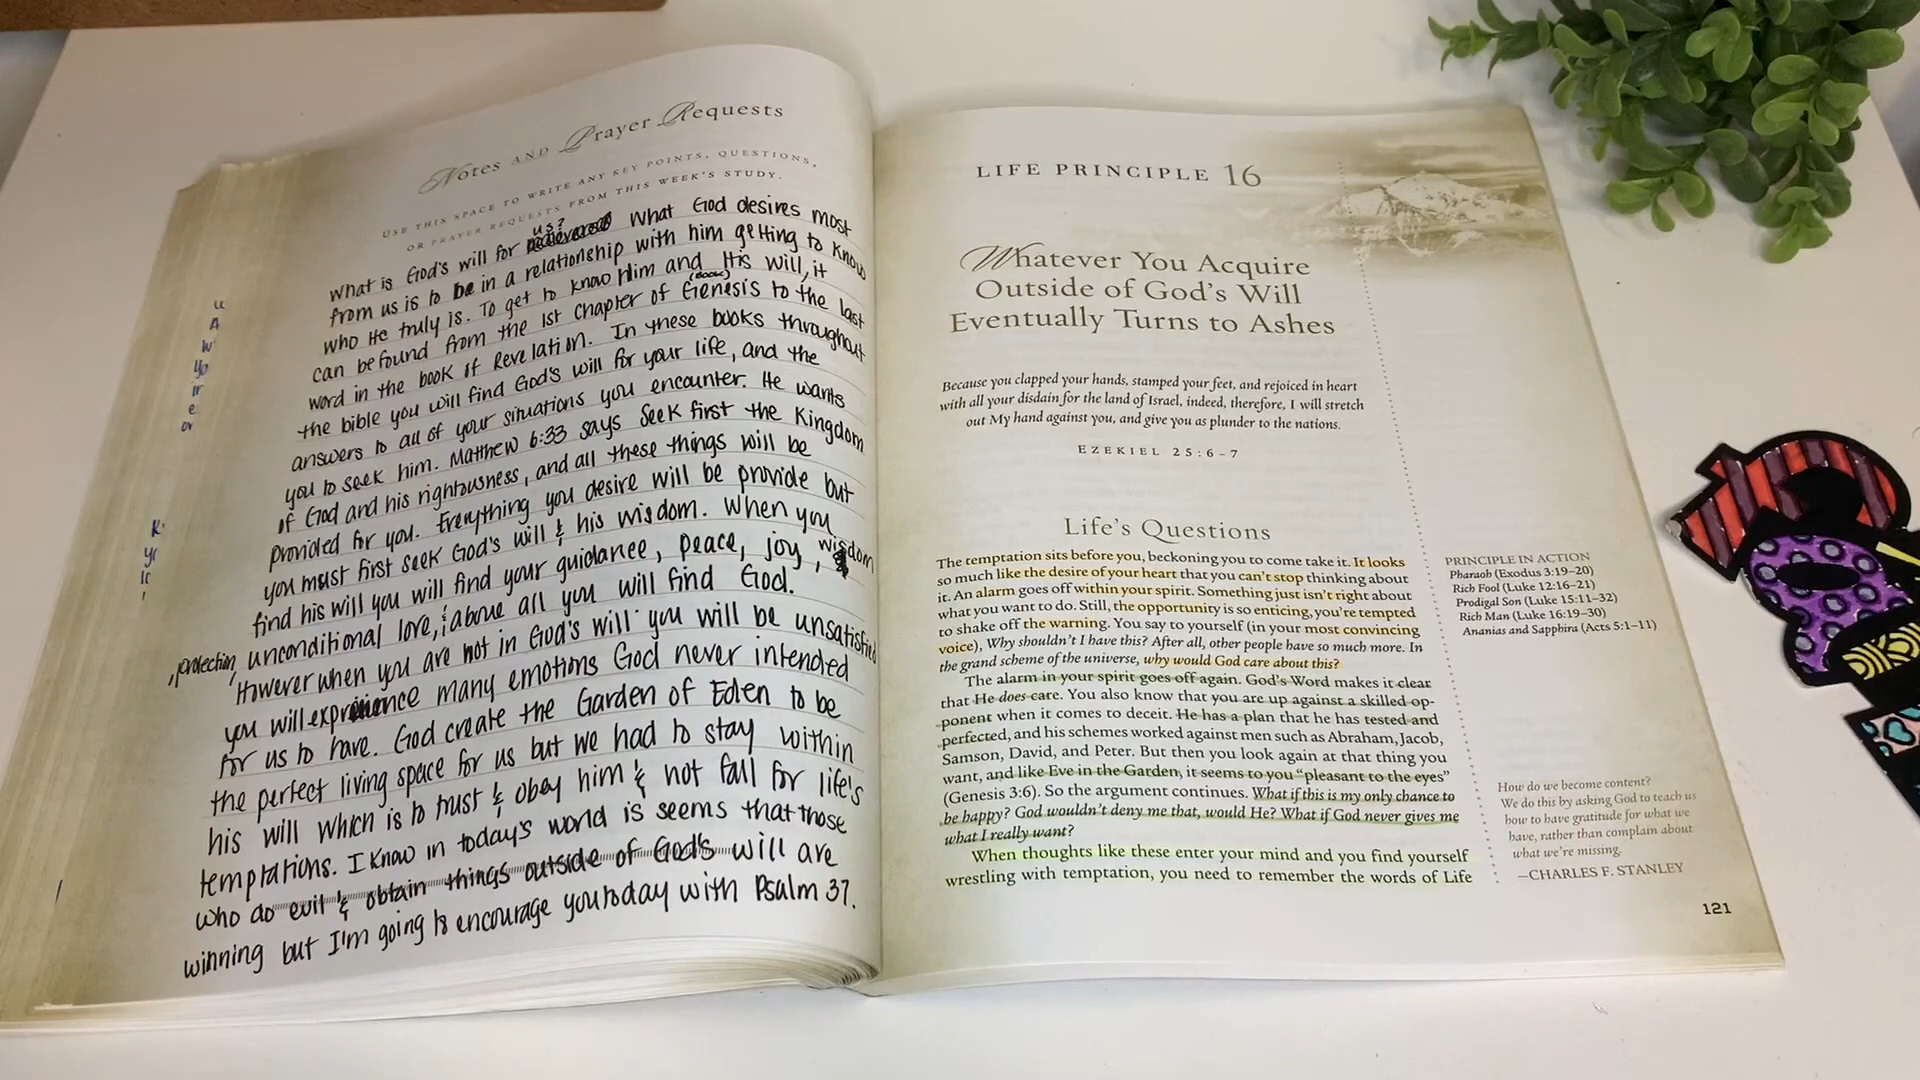 Notes and Prayer Requests
Use this space to write any key points, questions,
or prayer requests from this week's study.
us?
What is God's will for What God desires most
from us is to be in a relationship with him getting to know
who He truly is. To get to know Him and His will, it
(Book)
can be found from the 1st chapter of Genesis to the last
word in the book of Revelation. In these books throughout
the bible you will find God's will for your life, and the
answers to all of your situations you encounter. He wants
you to seek him. Matthew 6:33 says Seek first the Kingdom
of God and his rightousness, and all these things will be
provided for you. Everything you desire will be provide but
you must first seek God's will & his wisdom. When you
find his will you will find your guidance, peace, joy, wisdom
,protection, unconditional love, & above all you will find God.
However when you are not in God's will you will be unsatisfied
you will exprience many emotions God never intended
for us to have. God create the Garden of Eden to be
the perfect living space for us but we had to stay within
his will which is to trust & obey him & not fall for life's
temptations. I know in today's world is seems that those
who do evil & obtain things outside of God's will are
winning but I'm going to encourage you today with Psalm 37.
LIFE PRINCIPLE 16
Whatever You Acquire
Outside of God's Will
Eventually Turns to Ashes
Because you clapped your hands, stamped your feet, and rejoiced in heart
with all your disdain for the land of Israel, indeed, therefore, I will stretch
out My hand against you, and give you as plunder to the nations.
EZEKIEL 25:6–7
Life's Questions
The temptation sits before you, beckoning you to come take it. It looks
so much like the desire of your heart that you can't stop thinking about
it. An alarm goes off within your spirit. Something just isn't right about
what you want to do. Still, the opportunity is so enticing, you're tempted
to shake off the warning. You say to yourself (in your most convincing
voice), Why shouldn't I have this? After all, other people have so much more. In
the grand scheme of the universe, why would God care about this?
The alarm in your spirit goes off again. God's Word makes it clear
that He does care. You also know that you are up against a skilled op-
ponent when it comes to deceit. He has a plan that he has tested and
perfected, and his schemes worked against men such as Abraham, Jacob,
Samson, David, and Peter. But then you look again at that thing you
want, and like Eve in the Garden, it seems to you “pleasant to the eyes”
(Genesis 3:6). So the argument continues. What if this is my only chance to
be happy? God wouldn't deny me that, would He? What if God never gives me
what I really want?
When thoughts like these enter your mind and you find yourself
wrestling with temptation, you need to remember the words of Life
PRINCIPLE IN ACTION
Pharaoh (Exodus 3:19–20)
Rich Fool (Luke 12:16–21)
Prodigal Son (Luke 15:11–32)
Rich Man (Luke 16:19–30)
Ananias and Sapphira (Acts 5:1–11)
How do we become content?
We do this by asking God to teach us
how to have gratitude for what we
have, rather than complain about
what we're missing.
—CHARLES F. STANLEY
121